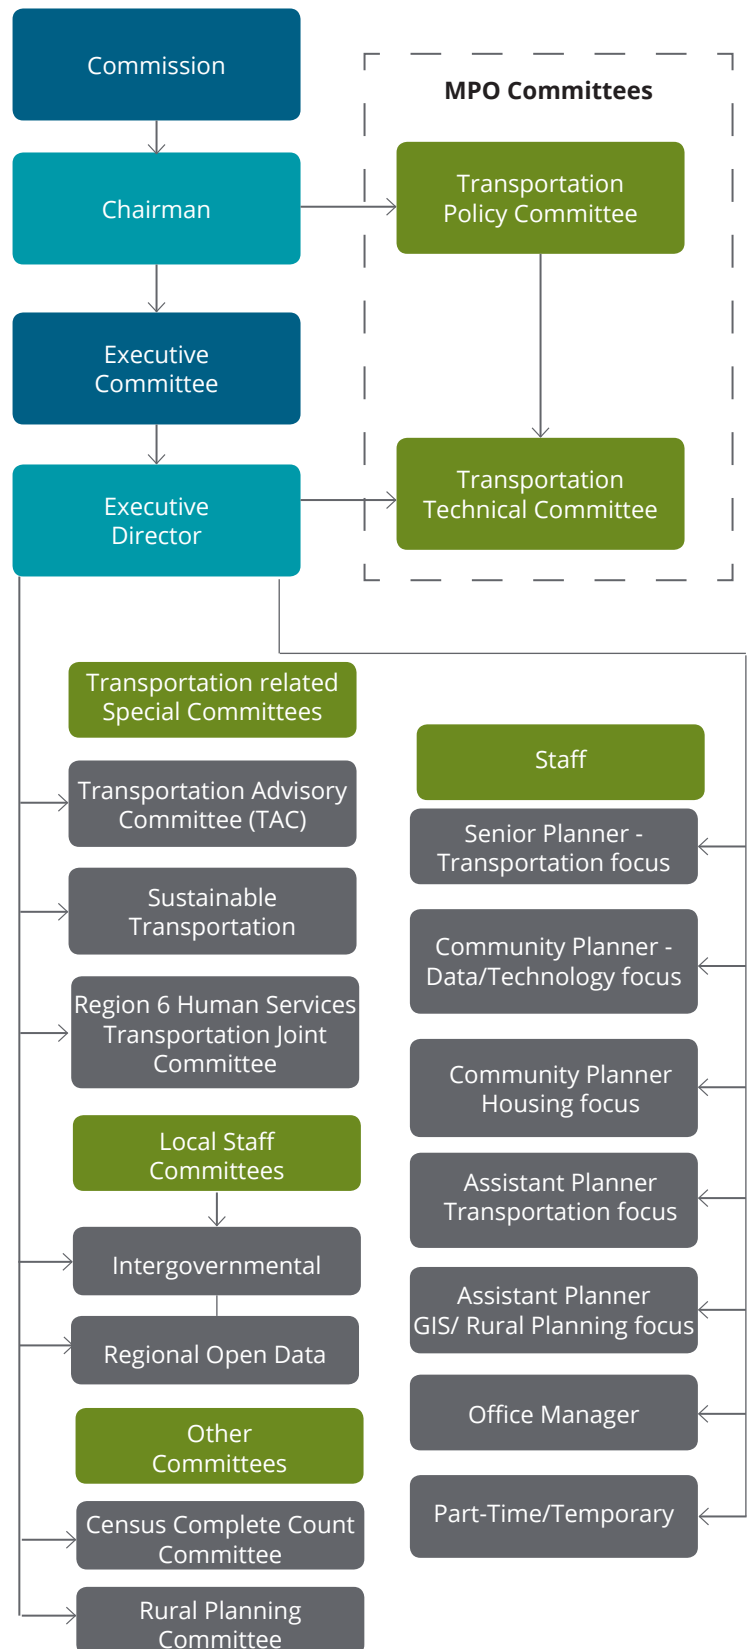 Commission
MPO Committees
Chairman
Transportation
Policy Committee
Executive
Committee
Executive
Director
Transportation
Technical Committee
Transportation related
Special Committees
Transportation Advisory
Committee (TAC)
Sustainable
Transportation
Region 6 Human Services
Transportation Joint
Committee
Local Staff
Committees
Intergovernmental
Regional Open Data
Other
Committees
Census Complete Count
Committee
Rural Planning
Committee
Staff
Senior Planner -
Transportation focus
Community Planner -
Data/Technology focus
Community Planner
Housing focus
Assistant Planner
Transportation focus
Assistant Planner
GIS/ Rural Planning focus
Office Manager
Part-Time/Temporary